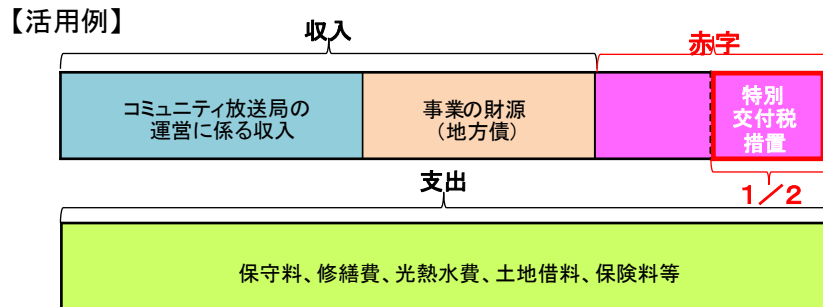 【活用例】
収入
赤字
コミュニティ放送局の
運営に係る収入
事業の財源
（地方債）
特別
交付税
措置
支出
１／２
保守料、修繕費、光熱水費、土地借料、保険料等